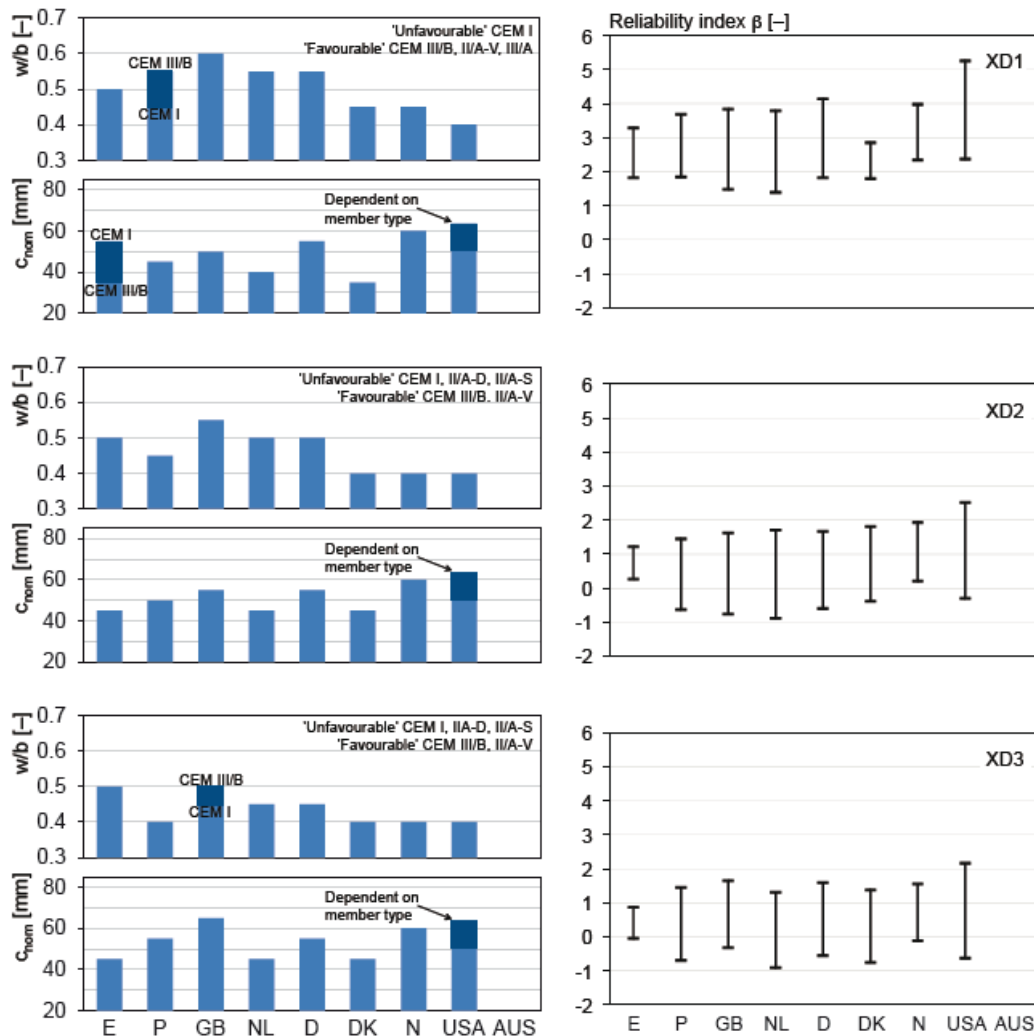 w/b [–]
0.7
0.6
0.5
0.4
0.3
'Unfavourable' CEM I
'Favourable' CEM III/B, II/A-V, III/A
CEM III/B
CEM I
c_nom [mm]
80
60
40
20
Dependent on
member type
CEM I
CEM III/B
Reliability index β [–]
XD1
6
5
4
3
2
1
0
-1
-2
w/b [–]
0.7
0.6
0.5
0.4
0.3
'Unfavourable' CEM I, II/A-D, II/A-S
'Favourable' CEM III/B. II/A-V
c_nom [mm]
80
60
40
20
Dependent on
member type
XD2
6
5
4
3
2
1
0
-1
-2
w/b [–]
0.7
0.6
0.5
0.4
0.3
'Unfavourable' CEM I, IIA-D, II/A-S
'Favourable' CEM III/B, II/A-V
CEM III/B
CEM I
c_nom [mm]
80
60
40
20
Dependent on
member type
E P GB NL D DK N USA AUS
XD3
6
5
4
3
2
1
0
-1
-2
E P GB NL D DK N USA AUS